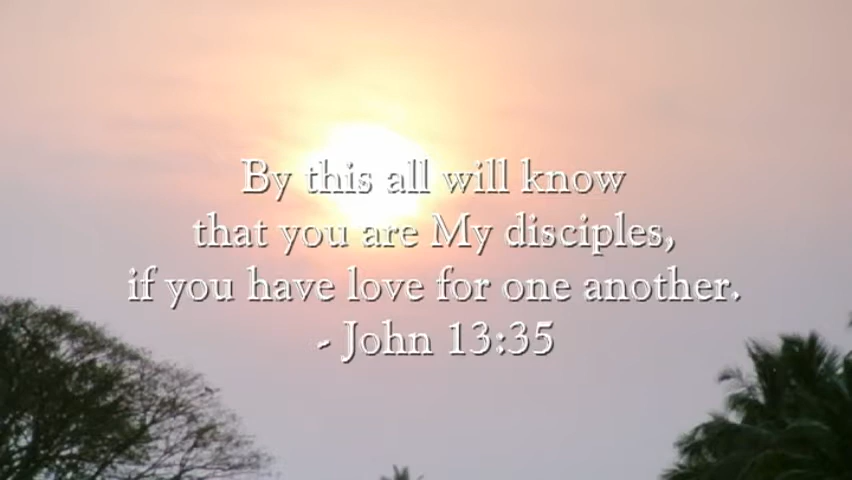 By this all will know
that you are My disciples,
if you have love for one another.
- John 13:35